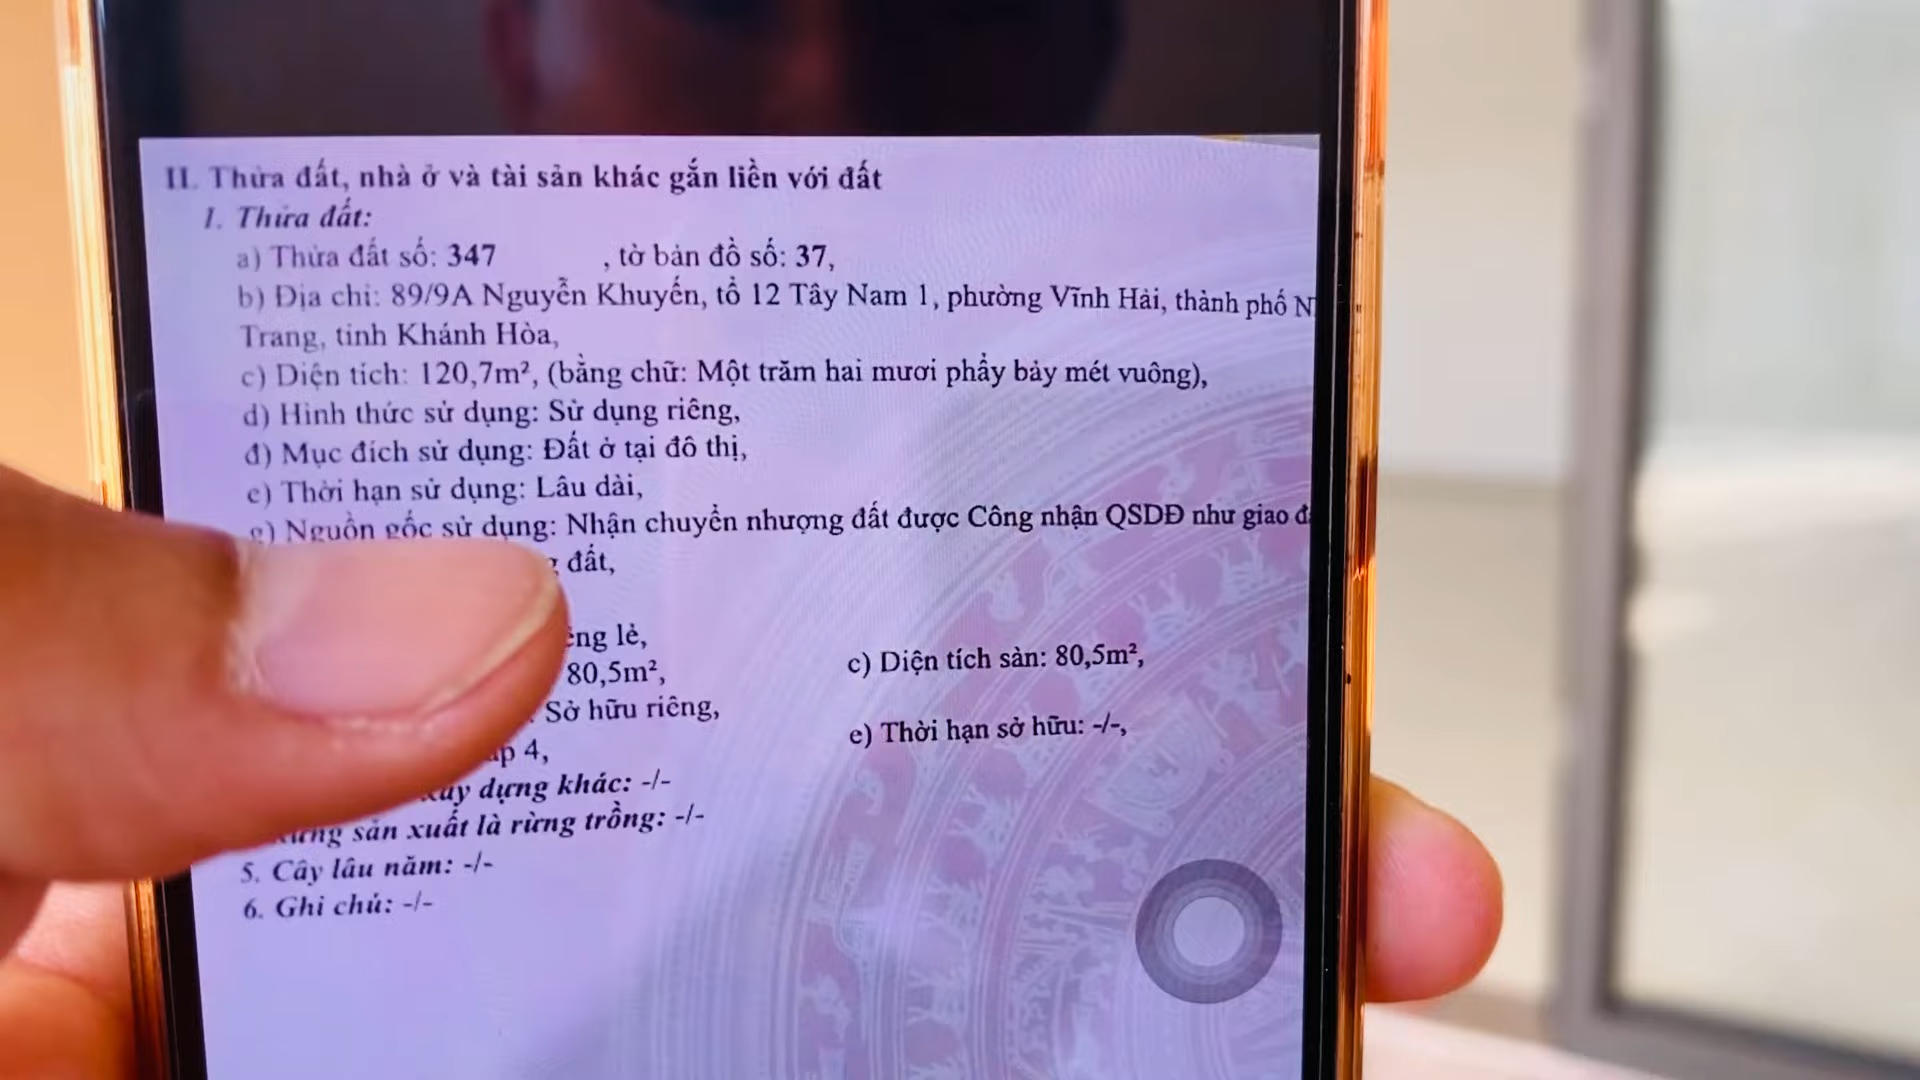 II. Thửa đất, nhà ở và tài sản khác gắn liền với đất
1. Thửa đất:
a) Thửa đất số: 347 , tờ bản đồ số: 37,
b) Địa chỉ: 89/9A Nguyễn Khuyến, tổ 12 Tây Nam 1, phường Vĩnh Hải, thành phố
Trang, tỉnh Khánh Hòa,
c) Diện tích: 120,7m², (bằng chữ: Một trăm hai mươi phẩy bảy mét vuông),
d) Hình thức sử dụng: Sử dụng riêng,
đ) Mục đích sử dụng: Đất ở tại đô thị,
e) Thời hạn sử dụng: Lâu dài,
g) Nguồn gốc sử dụng: Nhận chuyển nhượng đất được Công nhận QSDĐ như giao
đất,
lẻ,
80,5m², c) Diện tích sàn: 80,5m²,
Sở hữu riêng,
e) Thời hạn sở hữu: -/-,
4,
dựng khác: -/-
sản xuất là rừng trồng: -/-
5. Cây lâu năm: -/-
6. Ghi chú: -/-